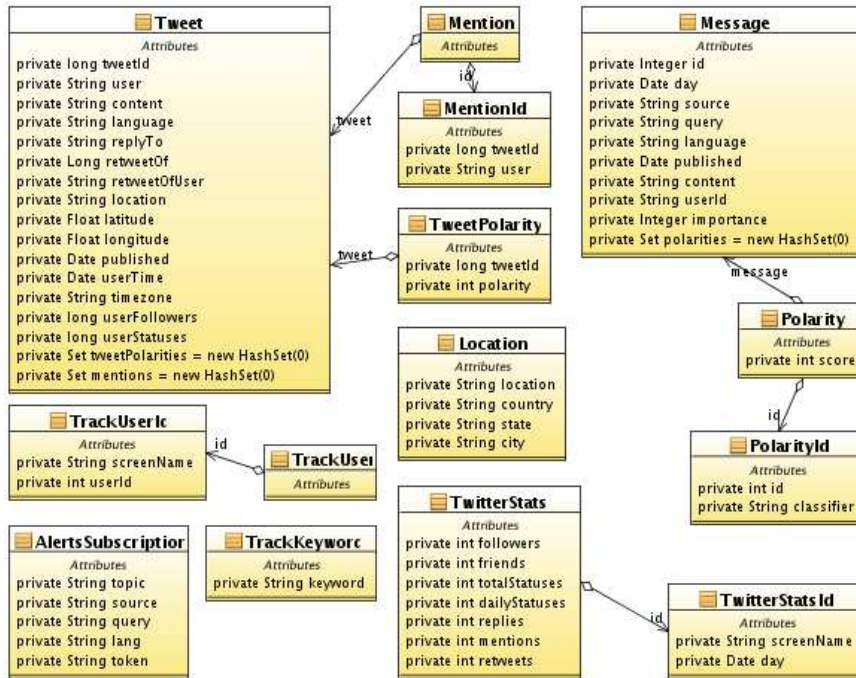 Tweet
Attributes
private long tweetId
private String user
private String content
private String language
private String replyTo
private Long retweetOf
private String retweetOfUser
private String location
private Float latitude
private Float longitude
private Date published
private Date userTime
private String timezone
private long userFollowers
private long userStatuses
private Set tweetPolarities = new HashSet(0)
private Set mentions = new HashSet(0)
tweet
tweet
Mention
Attributes
id
MentionId
Attributes
private long tweetId
private String user
TweetPolarity
Attributes
private long tweetId
private int polarity
Location
Attributes
private String location
private String country
private String state
private String city
Message
Attributes
private Integer id
private Date day
private String source
private String query
private String language
private Date published
private String content
private String userId
private Integer importance
private Set polarities = new HashSet(0)
message
Polarity
Attributes
private int score
id
PolarityId
Attributes
private int id
private String classifier
TrackUserIc
Attributes
private String screenName
private int userId
id
TrackUser
Attributes
AlertsSubscription
Attributes
private String topic
private String source
private String query
private String lang
private String token
TrackKeyworc
Attributes
private String keyword
TwitterStats
Attributes
private int followers
private int friends
private int totalStatuses
private int dailyStatuses
private int replies
private int mentions
private int retweets
id
TwitterStatsId
Attributes
private String screenName
private Date day